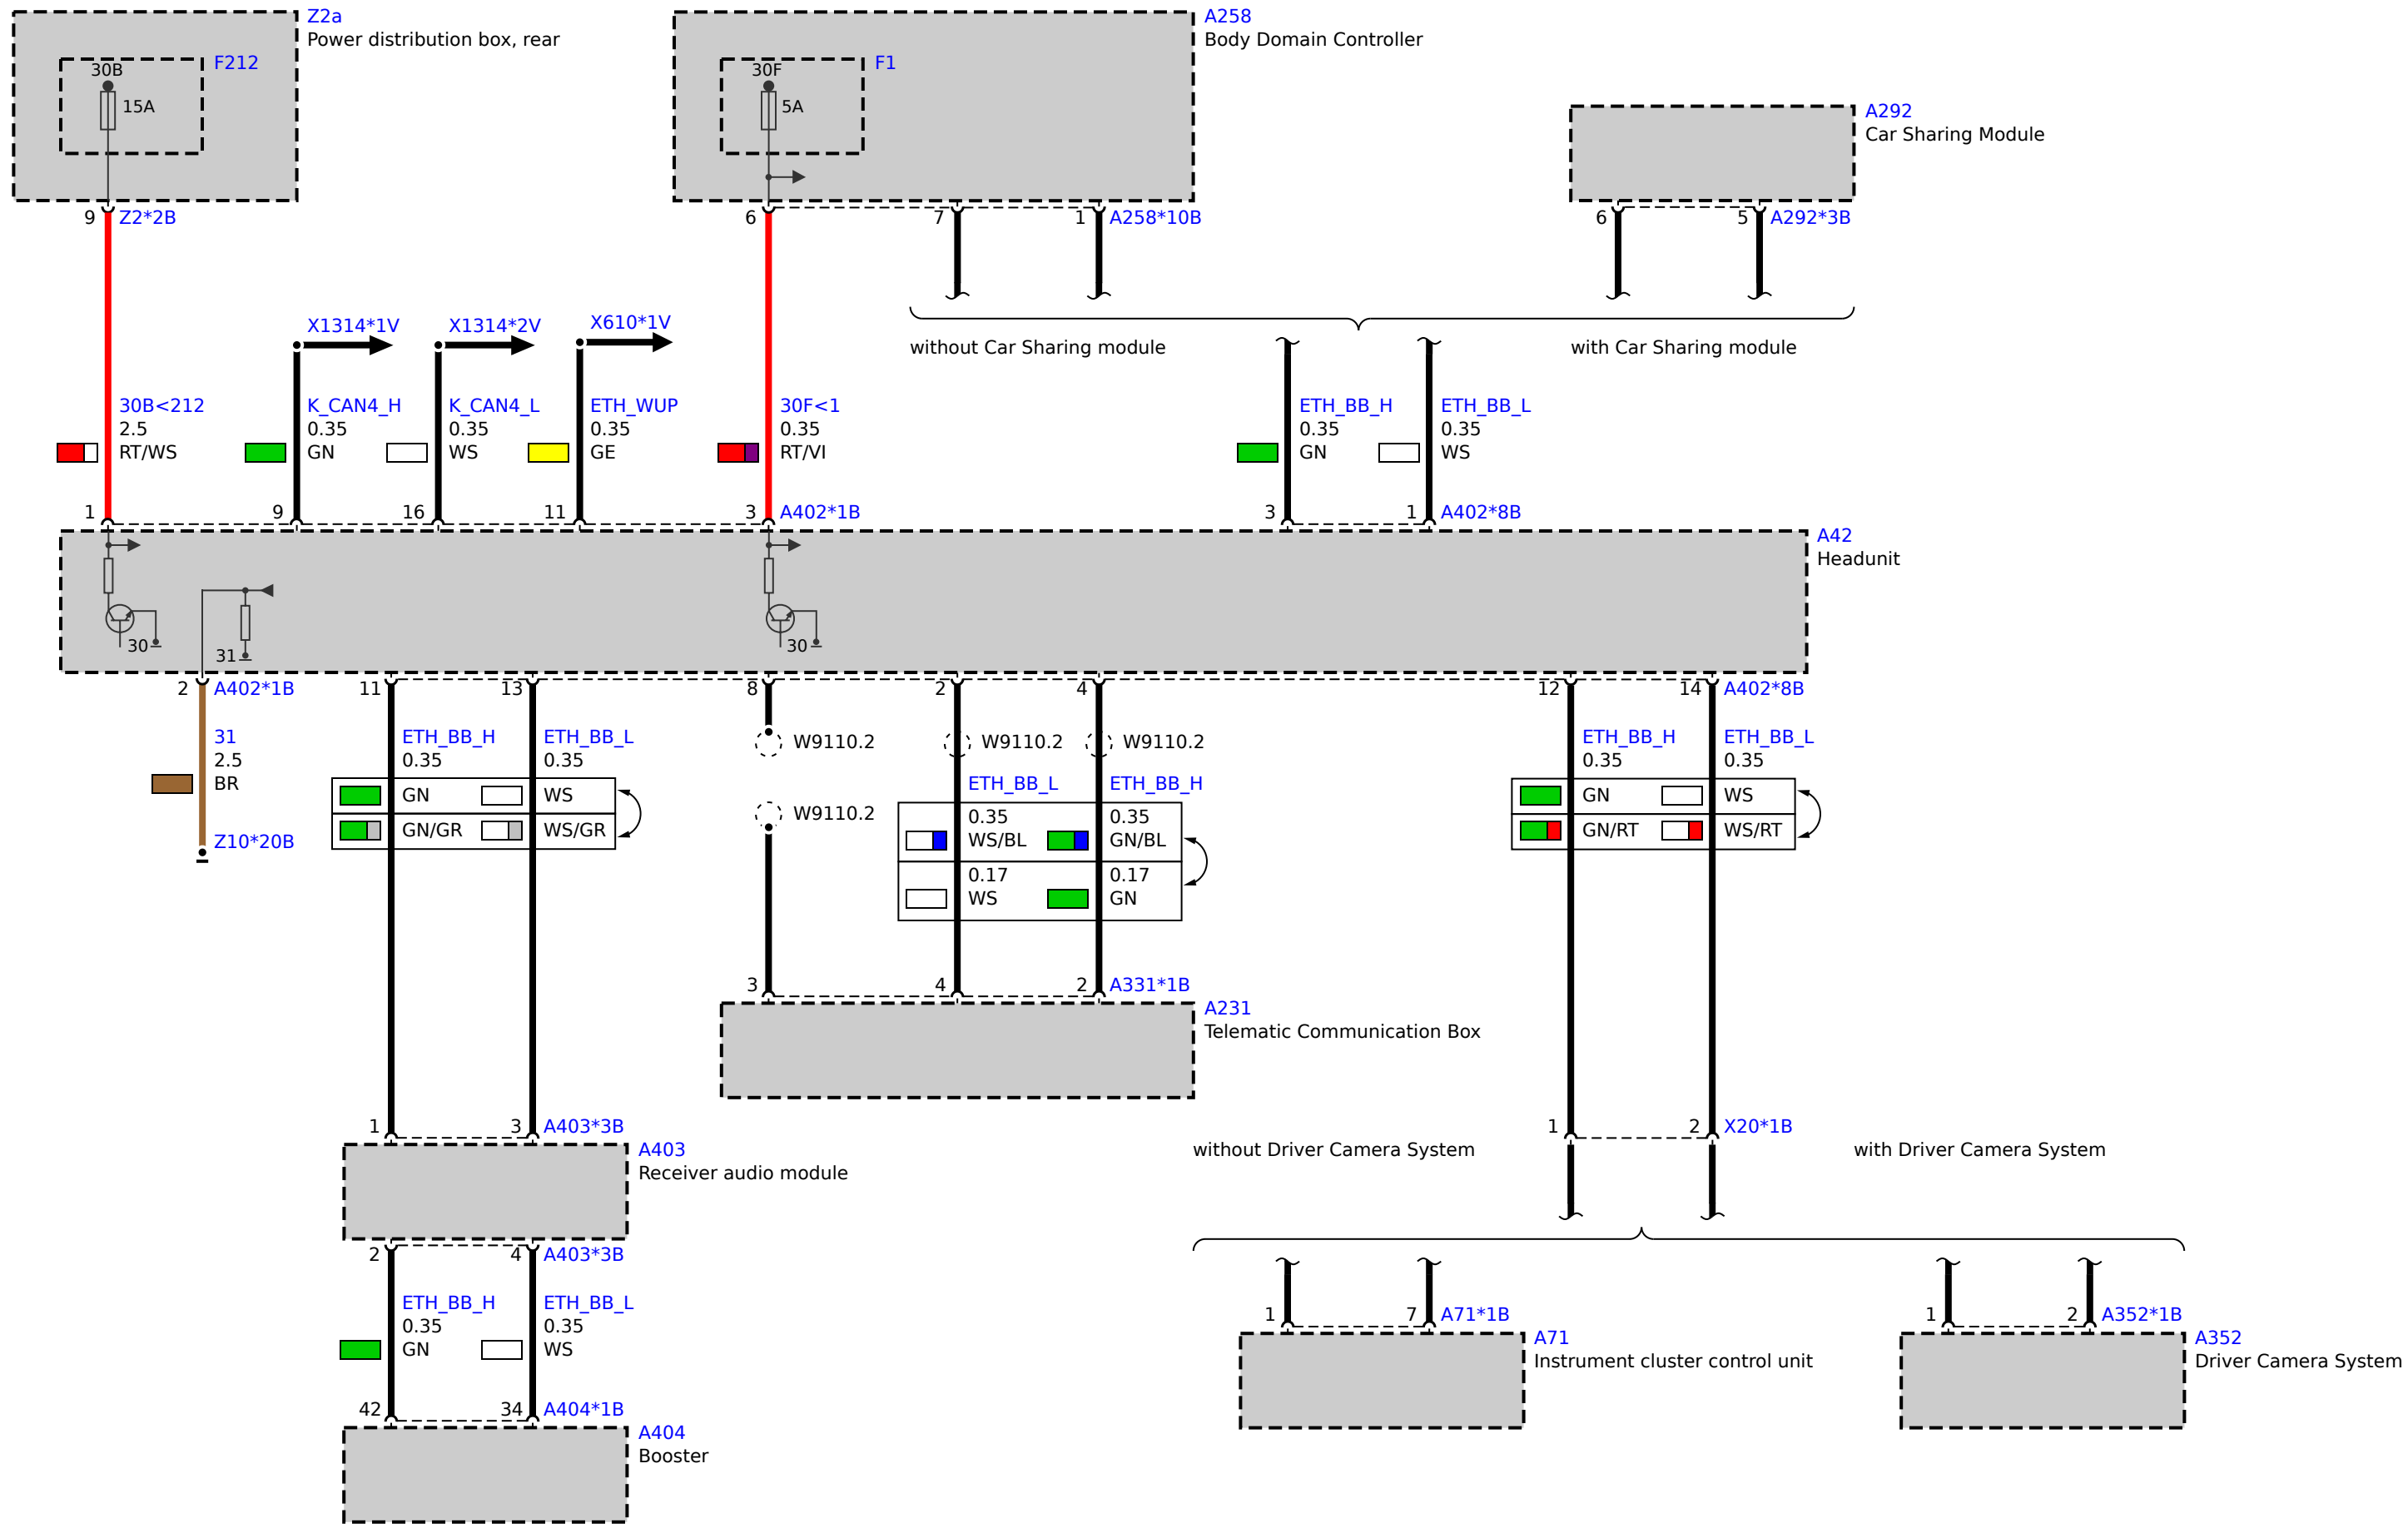 Z2a
Power distribution box, rear
F212
30B
15A
A258
Body Domain Controller
F1
30F
5A
A292
Car Sharing Module
9 Z2*2B
6
7
1 A258*10B
6
5 A292*3B
X1314*1V
X1314*2V
X610*1V
without Car Sharing module
with Car Sharing module
30B<212
2.5
RT/WS
K_CAN4_H
0.35
GN
K_CAN4_L
0.35
WS
ETH_WUP
0.35
GE
30F<1
0.35
RT/VI
ETH_BB_H
0.35
GN
ETH_BB_L
0.35
WS
1
9
16
11
3 A402*1B
3
1 A402*8B
A42
Headunit
30
31
30
2 A402*1B
11
13
8
2
4
12
14 A402*8B
31
2.5
BR
Z10*20B
ETH_BB_H
0.35
GN
GN/GR
ETH_BB_L
0.35
WS
WS/GR
W9110.2
W9110.2
W9110.2
W9110.2
ETH_BB_L
0.35
WS/BL
0.17
WS
ETH_BB_H
0.35
GN/BL
0.17
GN
ETH_BB_H
0.35
GN
GN/RT
ETH_BB_L
0.35
WS
WS/RT
3
4
2 A331*1B
A231
Telematic Communication Box
1
3 A403*3B
A403
Receiver audio module
1
2 X20*1B
without Driver Camera System
with Driver Camera System
2
4 A403*3B
ETH_BB_H
0.35
GN
ETH_BB_L
0.35
WS
42
34 A404*1B
A404
Booster
1
7 A71*1B
A71
Instrument cluster control unit
1
2 A352*1B
A352
Driver Camera System